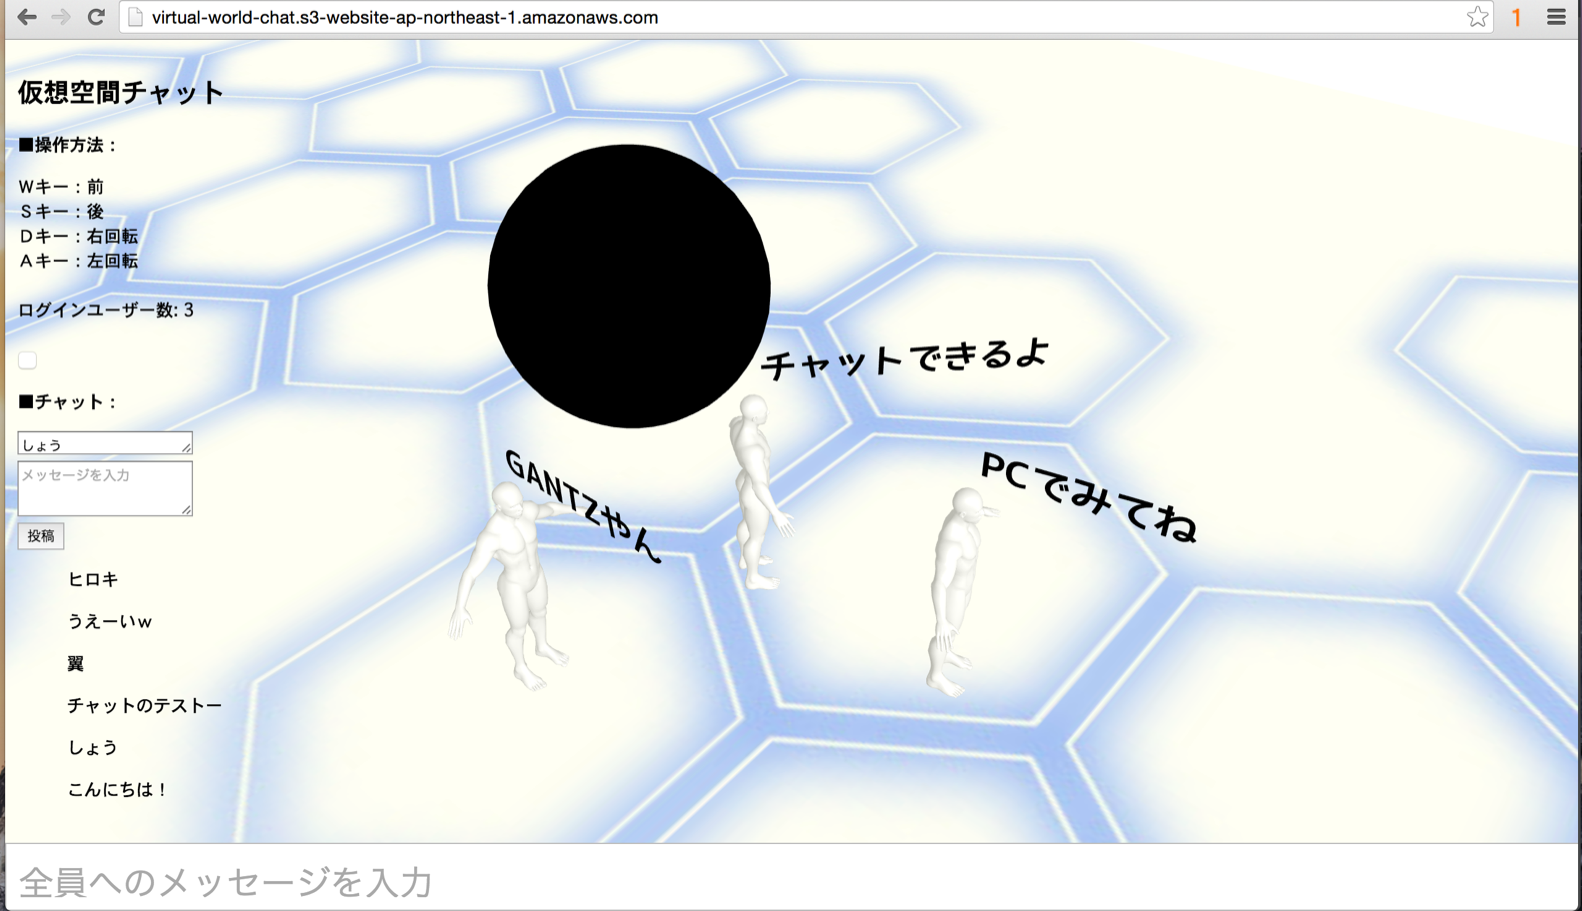 virtual-world-chat.s3-website-ap-northeast-1.amazonaws.com
1
仮想空間チャット
■操作方法：
Ｗキー：前
Ｓキー：後
Ｄキー：右回転
Ａキー：左回転
ログインユーザー数: 3
■チャット：
しょう
メッセージを入力
投稿
ヒロキ
うえーいｗ
翼
チャットのテストー
しょう
こんにちは！
チャットできるよ
GANTZやん
PCでみてね
全員へのメッセージを入力